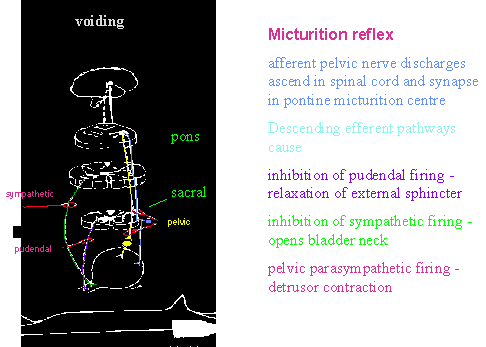 voiding
pons
sympathetic
sacral
pelvic
pudendal
Micturition reflex
afferent pelvic nerve discharges
ascend in spinal cord and synapse
in pontine micturition centre
Descending efferent pathways
cause
inhibition of pudendal firing -
relaxation of external sphincter
inhibition of sympathetic firing -
opens bladder neck
pelvic parasympathetic firing -
detrusor contraction